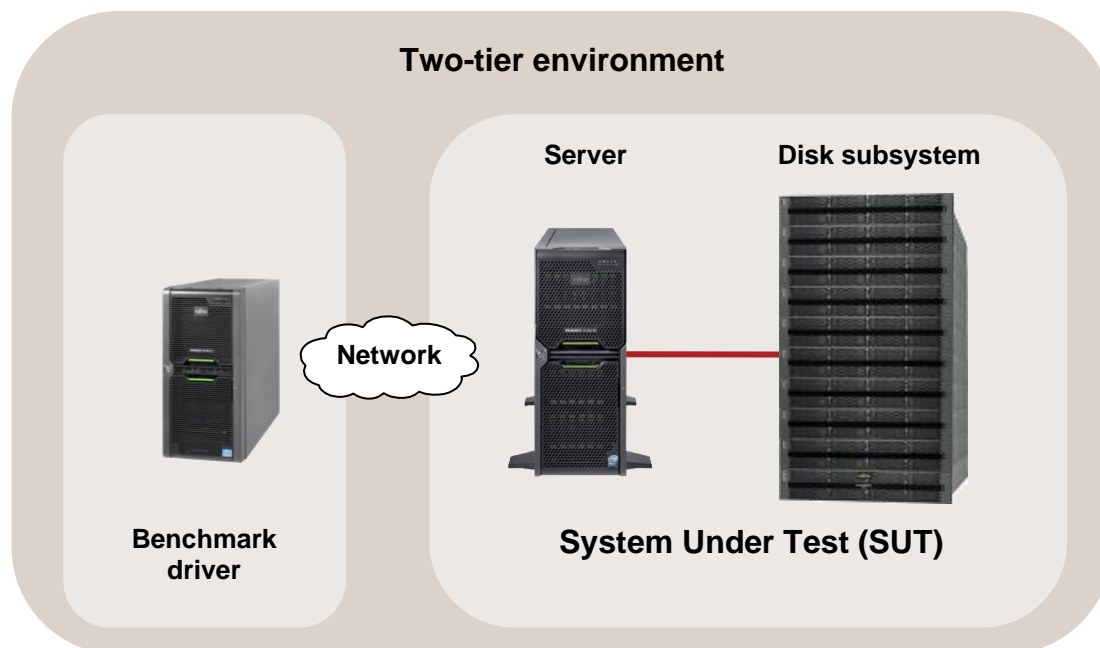 Two-tier environment
Server
Disk subsystem
Network
Benchmark
driver
System Under Test (SUT)